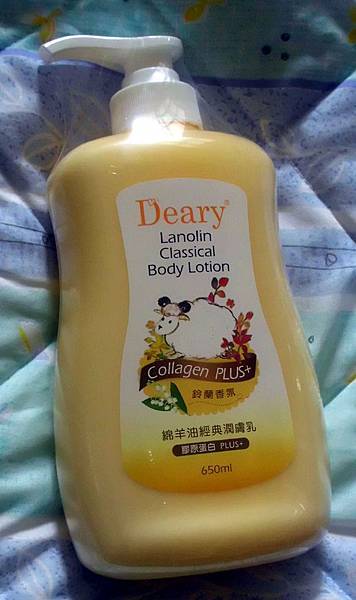 Deary®
Lanolin
Classical
Body Lotion
Collagen PLUS+
鈴蘭香氛
綿羊油經典潤膚乳
膠原蛋白 PLUS+
650ml